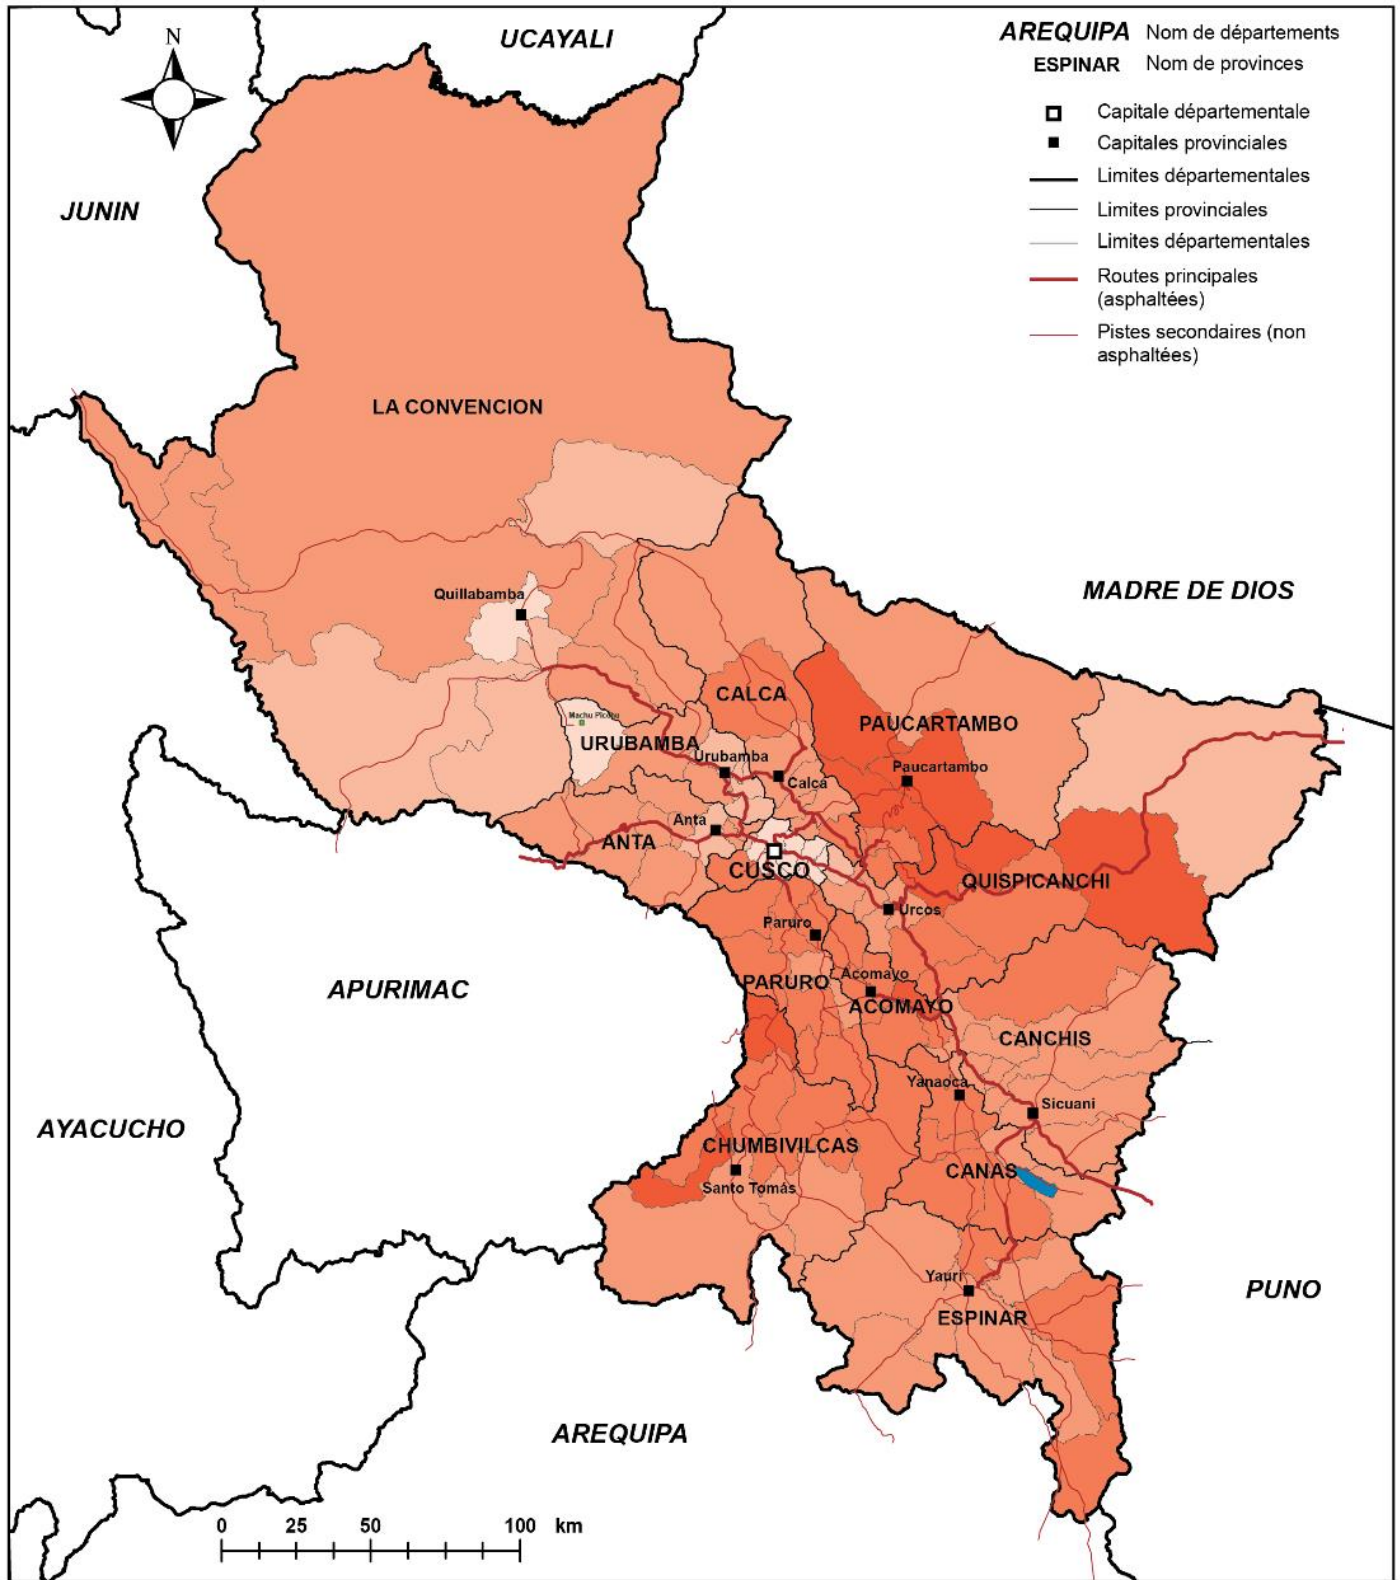 N
UCAYALI
AREQUIPA Nom de départements
ESPINAR Nom de provinces
Capitale départementale
Capitales provinciales
Limites départementales
Limites provinciales
Limites départementales
Routes principales
(asphaltées)
Pistes secondaires (non
asphaltées)
JUNIN
LA CONVENCION
MADRE DE DIOS
Quillabamba
CALCA
Machu Picchu
PAUCARTAMBO
URUBAMBA
Urubamba
Paucartambo
Calca
Anta
ANTA
CUSCO
QUISPICANCHI
Urcos
Paruro
Acomayo
PARURO
APURIMAC
ACOMAYO
CANCHIS
Yanaoca
Sicuani
AYACUCHO
CHUMBIVILCAS
CANAS
Santo Tomás
Yauri
PUNO
ESPINAR
AREQUIPA
0 25 50 100 km